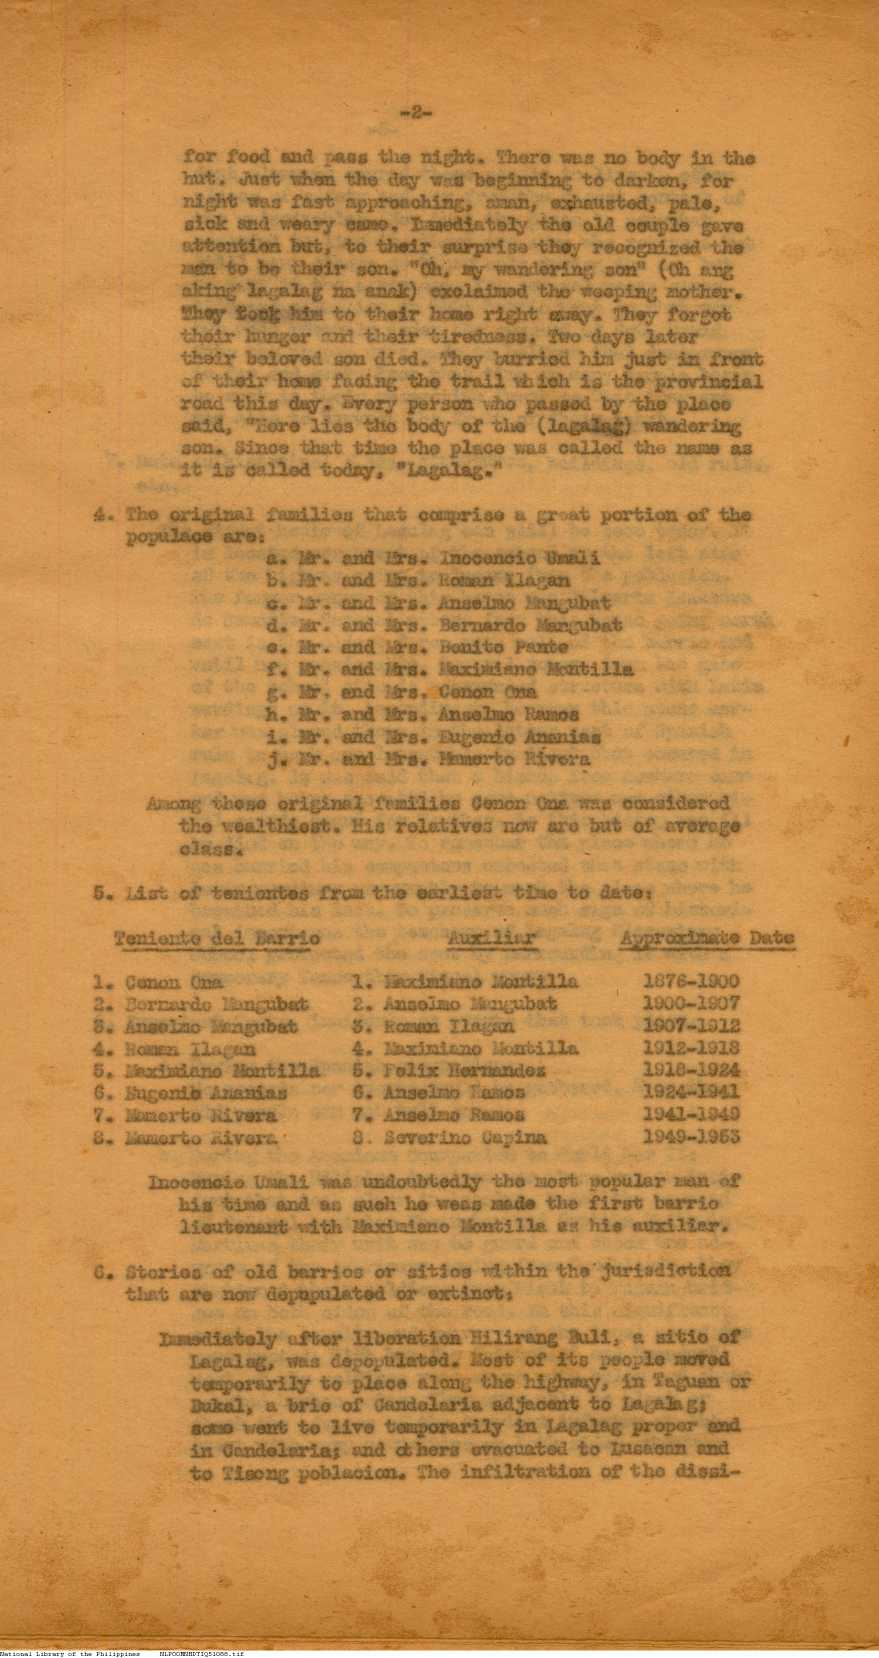 -2-
for food and pass the night. There was no body in the
hut. Just when the day was beginning to darken, for
night was fast approaching, aman, exhausted, pale,
sick and weary came. Immediately the old couple gave
attention but, to their surprise they recognized the
man to be their son. "Oh, my wandering son" (Oh ang
aking lagalag na anak) exclaimed the weeping mother.
They took him to their home right away. They forgot
their hunger and their tiredness. Two days later
their beloved son died. They burried him just in front
of their home facing the trail which is the provincial
road this day. Every person who passed by the place
said, "Here lies the body of the (lagalag) wandering
son. Since that time the place was called the name as
it is called today, "Lagalag."
4. The original families that comprise a great portion of the
populace are:
a. Mr. and Mrs. Inocencio Umali
b. Mr. and Mrs. Roman Ilagan
c. Mr. and Mrs. Anselmo Mangubat
d. Mr. and Mrs. Bernardo Mangubat
e. Mr. and Mrs. Benito Pante
f. Mr. and Mrs. Maximiano Montilla
g. Mr. and Mrs. Cenon Ona
h. Mr. and Mrs. Anselmo Ramos
i. Mr. and Mrs. Eugenio Ananias
j. Mr. and Mrs. Mamerto Rivera
Among these original families Cenon Ona was considered
the wealthiest. His relatives now are but of average
class.
5. List of tenientes from the earliest time to date:
Teniente del Barrio Auxiliar Approximate Date
1. Cenon Ona 1. Maximiano Montilla 1876-1900
2. Bernardo Mangubat 2. Anselmo Mangubat 1900-1907
3. Anselmo Mangubat 3. Roman Ilagan 1907-1912
4. Roman Ilagan 4. Maximiano Montilla 1912-1918
5. Maximiano Montilla 5. Felix Hernandez 1918-1924
6. Eugenio Ananias 6. Anselmo Ramos 1924-1941
7. Mamerto Rivera 7. Anselmo Ramos 1941-1949
8. Mamerto Rivera 8. Severino Capina 1949-1953
Inocencio Umali was undoubtedly the most popular man of
his time and as such he weas made the first barrio
lieutenant with Maximiano Montilla as his auxiliar.
6. Stories of old barrios or sitios within the jurisdiction
that are now depopulated or extinct:
Immediately after liberation Hilirang Buli, a sitio of
Lagalag, was depopulated. Most of its people moved
temporarily to place along the highway, in Taguan or
Bukal, a brio of Candelaria adjacent to Lagalag;
some went to live temporarily in Lagalag proper and
in Candelaria; and others evacuated to Lusacan and
to Tiaong poblacion. The infiltration of the dissi-
National Library of the Philippines NLPOOMNHDTIQ51088.tif